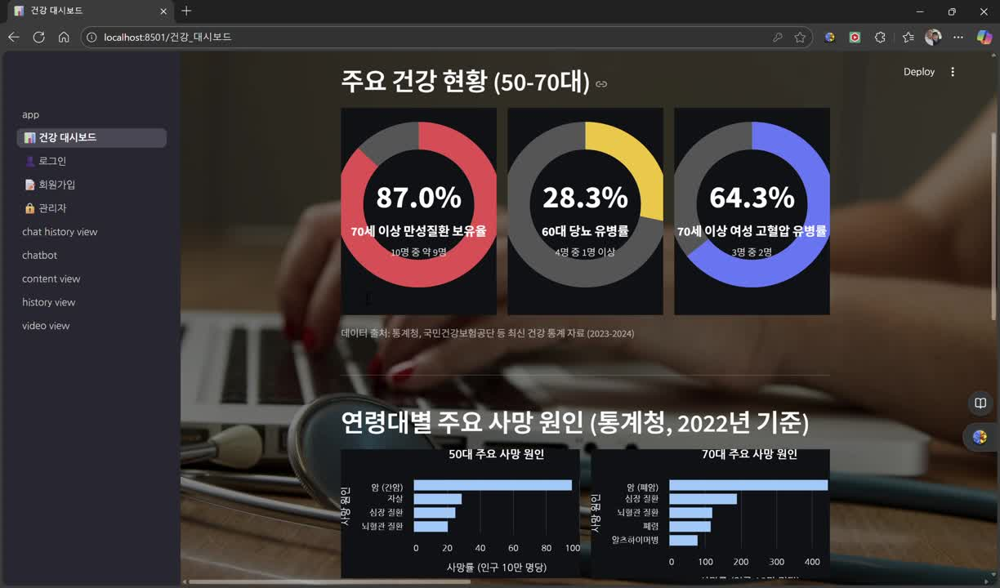 건강 대시보드
localhost:8501/건강_대시보드
Deploy
app
건강 대시보드
로그인
회원가입
관리자
chat history view
chatbot
content view
history view
video view
주요 건강 현황 (50-70대)
87.0%
70세 이상 만성질환 보유율
10명 중 약 9명
28.3%
60대 당뇨 유병률
4명 중 1명 이상
64.3%
70세 이상 여성 고혈압 유병률
3명 중 2명
데이터 출처: 통계청, 국민건강보험공단 등 최신 건강 통계 자료 (2023-2024)
연령대별 주요 사망 원인 (통계청, 2022년 기준)
50대 주요 사망 원인
사망 원인
암 (간암)
자살
심장 질환
뇌혈관 질환
0 20 40 60 80 100
사망률 (인구 10만 명당)
70대 주요 사망 원인
사망 원인
암 (폐암)
심장 질환
뇌혈관 질환
폐렴
알츠하이머병
0 100 200 300 400